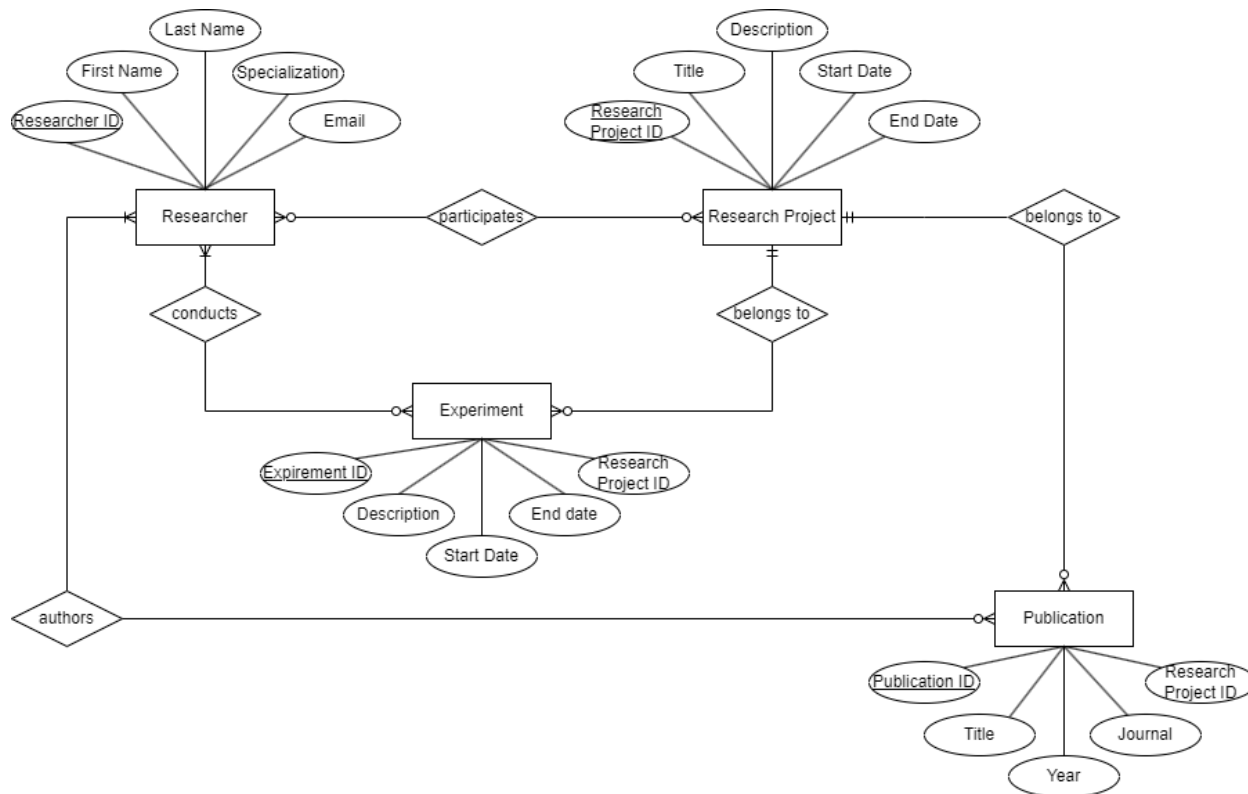 Last Name
Description
First Name
Specialization
Title
Start Date
Researcher ID
Email
Research
Project ID
End Date
Researcher
participates
Research Project
belongs to
conducts
belongs to
Experiment
Expirement ID
Research
Project ID
Description
End date
Start Date
authors
Publication
Publication ID
Research
Project ID
Title
Journal
Year